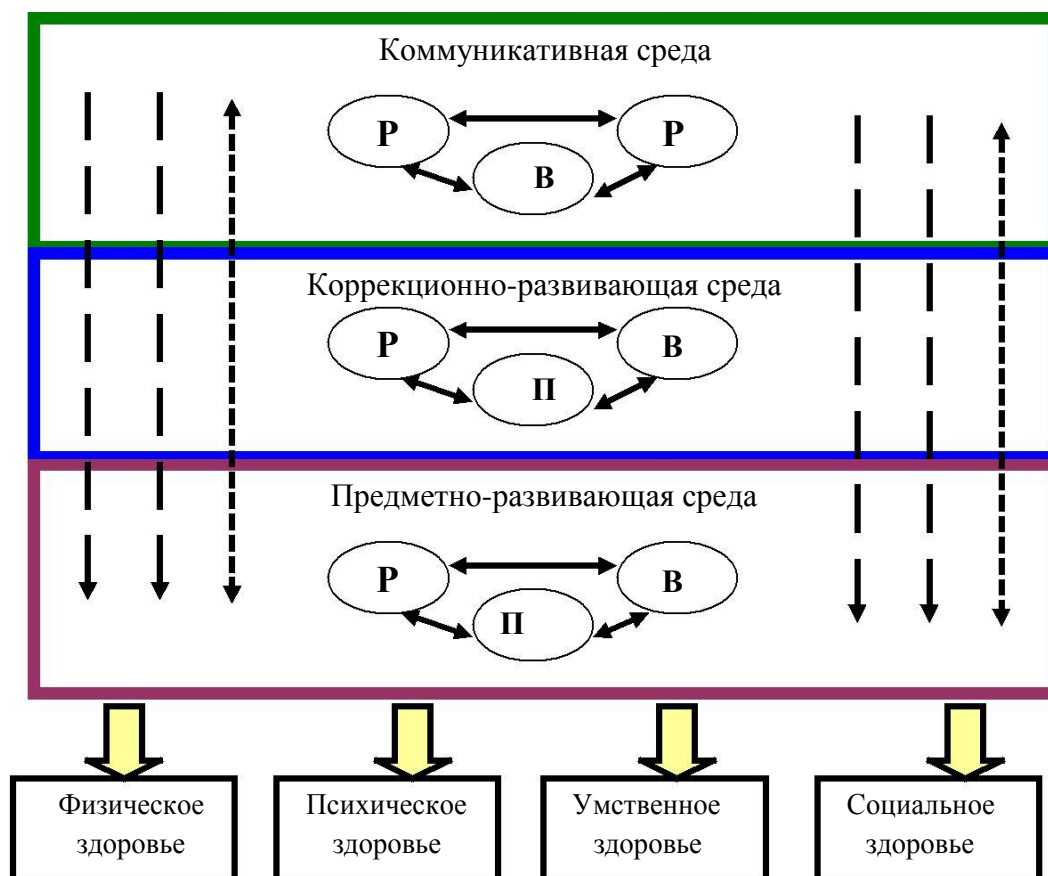 Коммуникативная среда
Р Р
В
Коррекционно-развивающая среда
Р В
П
Предметно-развивающая среда
Р В
П
Физическое
здоровье
Психическое
здоровье
Умственное
здоровье
Социальное
здоровье